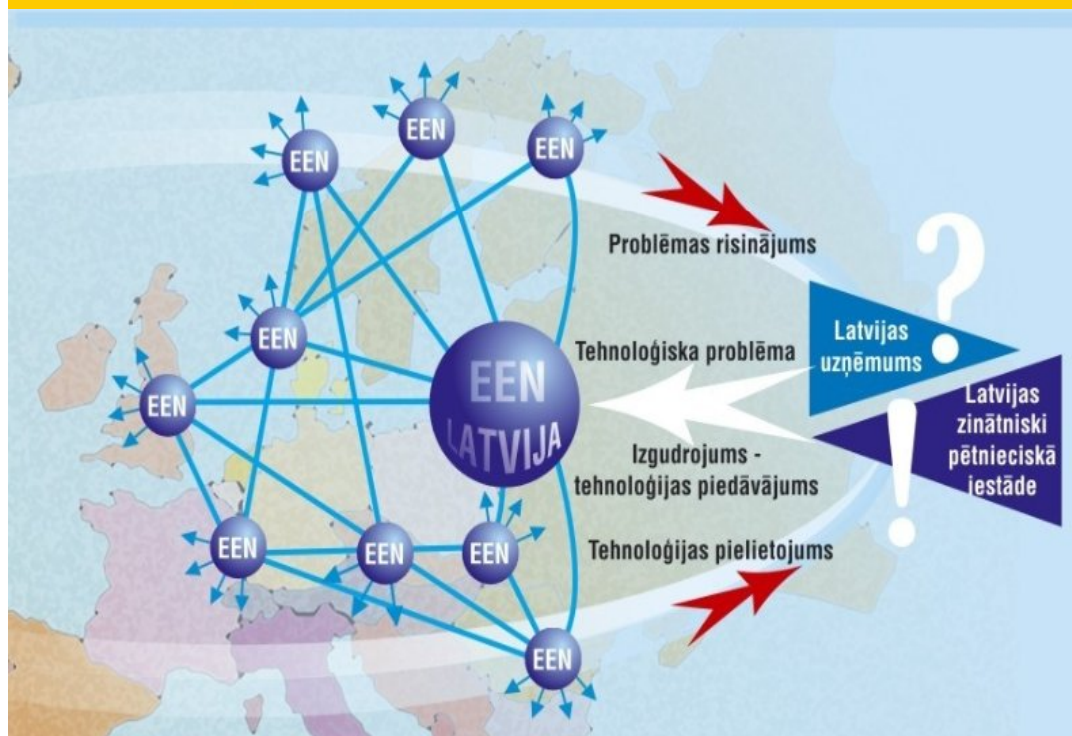 EEN
EEN
EEN
Problēmas risinājums
?
EEN
Latvijas
uzņēmums
Tehnoloģiska problēma
EEN
LATVIJA
EEN
Latvijas
zinātniski
pētnieciskā
iestāde
!
Izgudrojums -
tehnoloģijas piedāvājums
EEN
EEN
EEN
Tehnoloģijas pielietojums
EEN